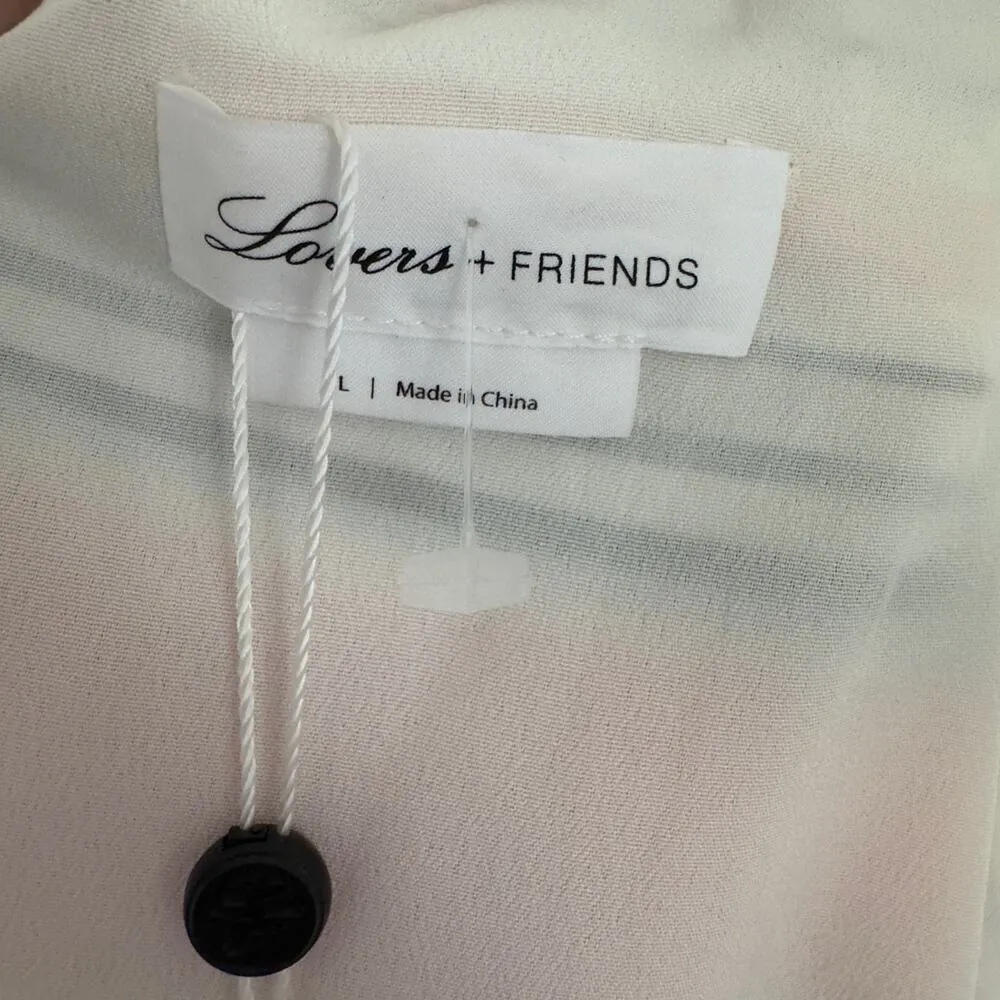 Lovers + FRIENDS
L | Made in China